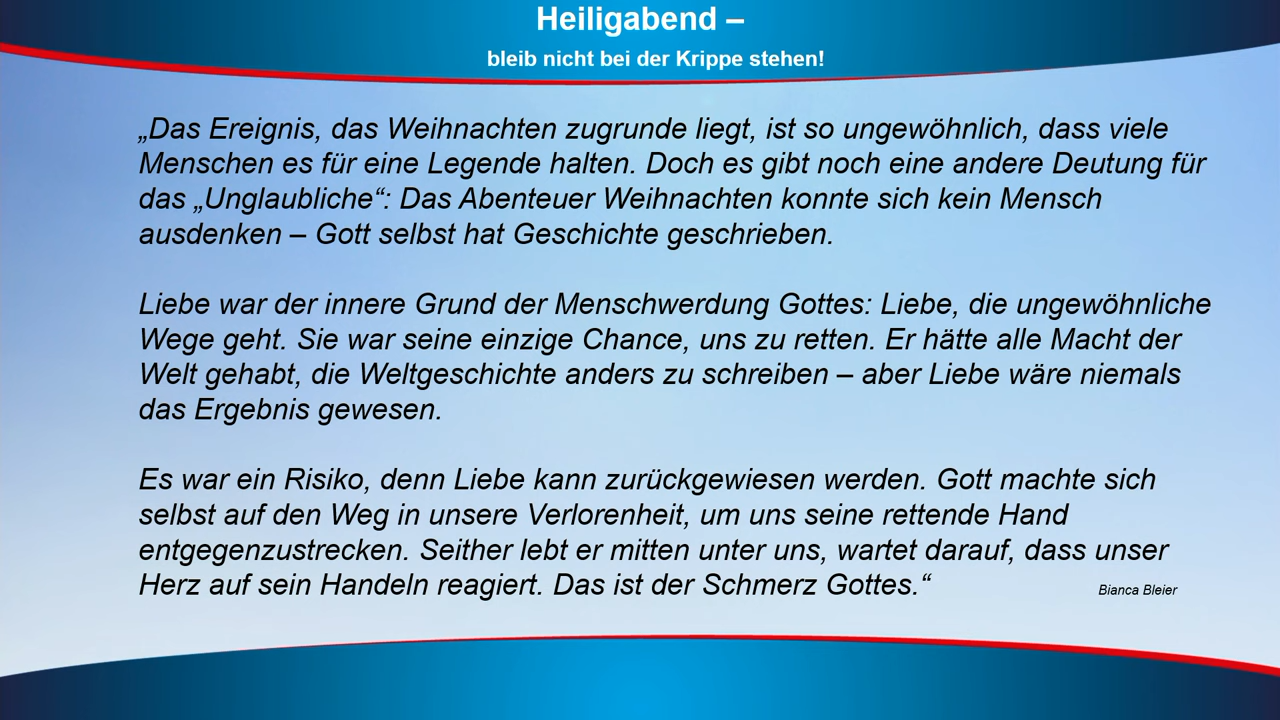 Heiligabend –
bleib nicht bei der Krippe stehen!
„Das Ereignis, das Weihnachten zugrunde liegt, ist so ungewöhnlich, dass viele
Menschen es für eine Legende halten. Doch es gibt noch eine andere Deutung für
das „Unglaubliche“: Das Abenteuer Weihnachten konnte sich kein Mensch
ausdenken – Gott selbst hat Geschichte geschrieben.
Liebe war der innere Grund der Menschwerdung Gottes: Liebe, die ungewöhnliche
Wege geht. Sie war seine einzige Chance, uns zu retten. Er hätte alle Macht der
Welt gehabt, die Weltgeschichte anders zu schreiben – aber Liebe wäre niemals
das Ergebnis gewesen.
Es war ein Risiko, denn Liebe kann zurückgewiesen werden. Gott machte sich
selbst auf den Weg in unsere Verlorenheit, um uns seine rettende Hand
entgegenzustrecken. Seither lebt er mitten unter uns, wartet darauf, dass unser
Herz auf sein Handeln reagiert. Das ist der Schmerz Gottes.“ Bianca Bleier